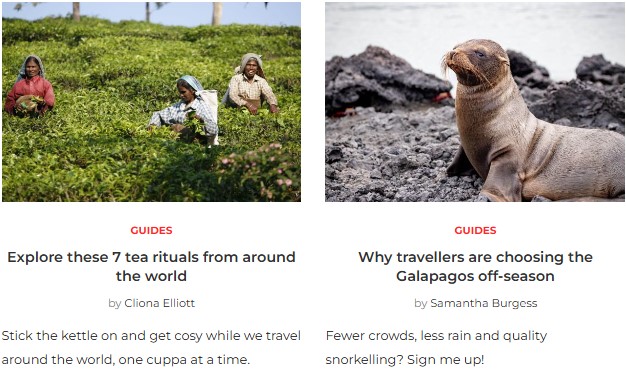 GUIDES
Explore these 7 tea rituals from around
the world
by Cliona Elliott
Stick the kettle on and get cosy while we travel
around the world, one cuppa at a time.
GUIDES
Why travellers are choosing the
Galapagos off-season
by Samantha Burgess
Fewer crowds, less rain and quality
snorkelling? Sign me up!